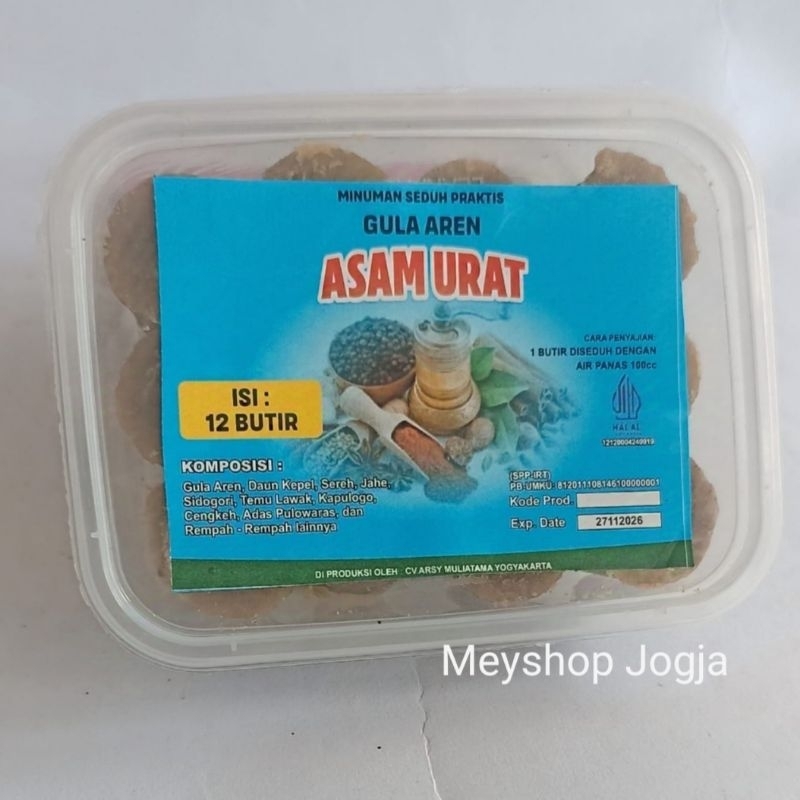 MINUMAN SEDUH PRAKTIS
GULA AREN
ASAM URAT
CARA PENYAJIAN:
1 BUTIR DISEDUH DENGAN
AIR PANAS 100cc
ISI :
12 BUTIR
HALAL
12120004249919
KOMPOSISI :
Gula Aren, Daun Kepel, Sereh, Jahe,
Sidogori, Temu Lawak, Kapulogo,
Cengkeh, Adas Pulowaras, dan
Rempah - Rempah lainnya
(SPP-IRT)
PB-UMKU: 812011108146100000001
Kode Prod.
Exp. Date 27112026
DI PRODUKSI OLEH : CV.ARSY MULIATAMA YOGYAKARTA
Meyshop Jogja